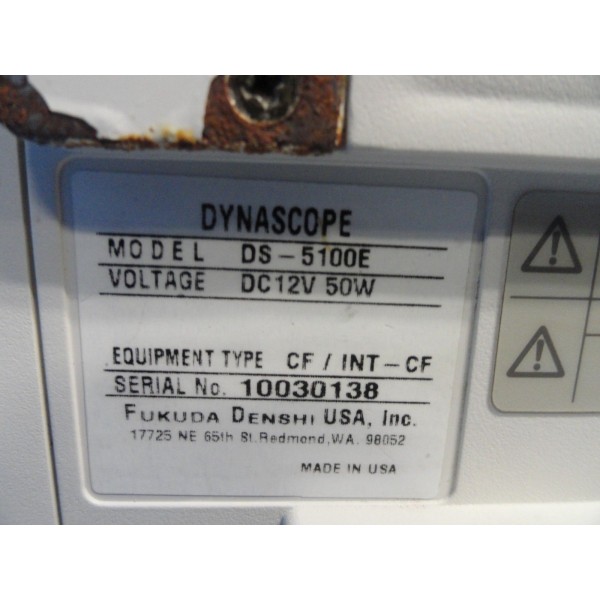 DYNASCOPE
MODEL DS-5100E
VOLTAGE DC12V 50W
EQUIPMENT TYPE CF / INT-CF
SERIAL No. 10030138
FUKUDA DENSHI USA, Inc.
17725 NE 65th St. Redmond, WA. 98052
MADE IN USA